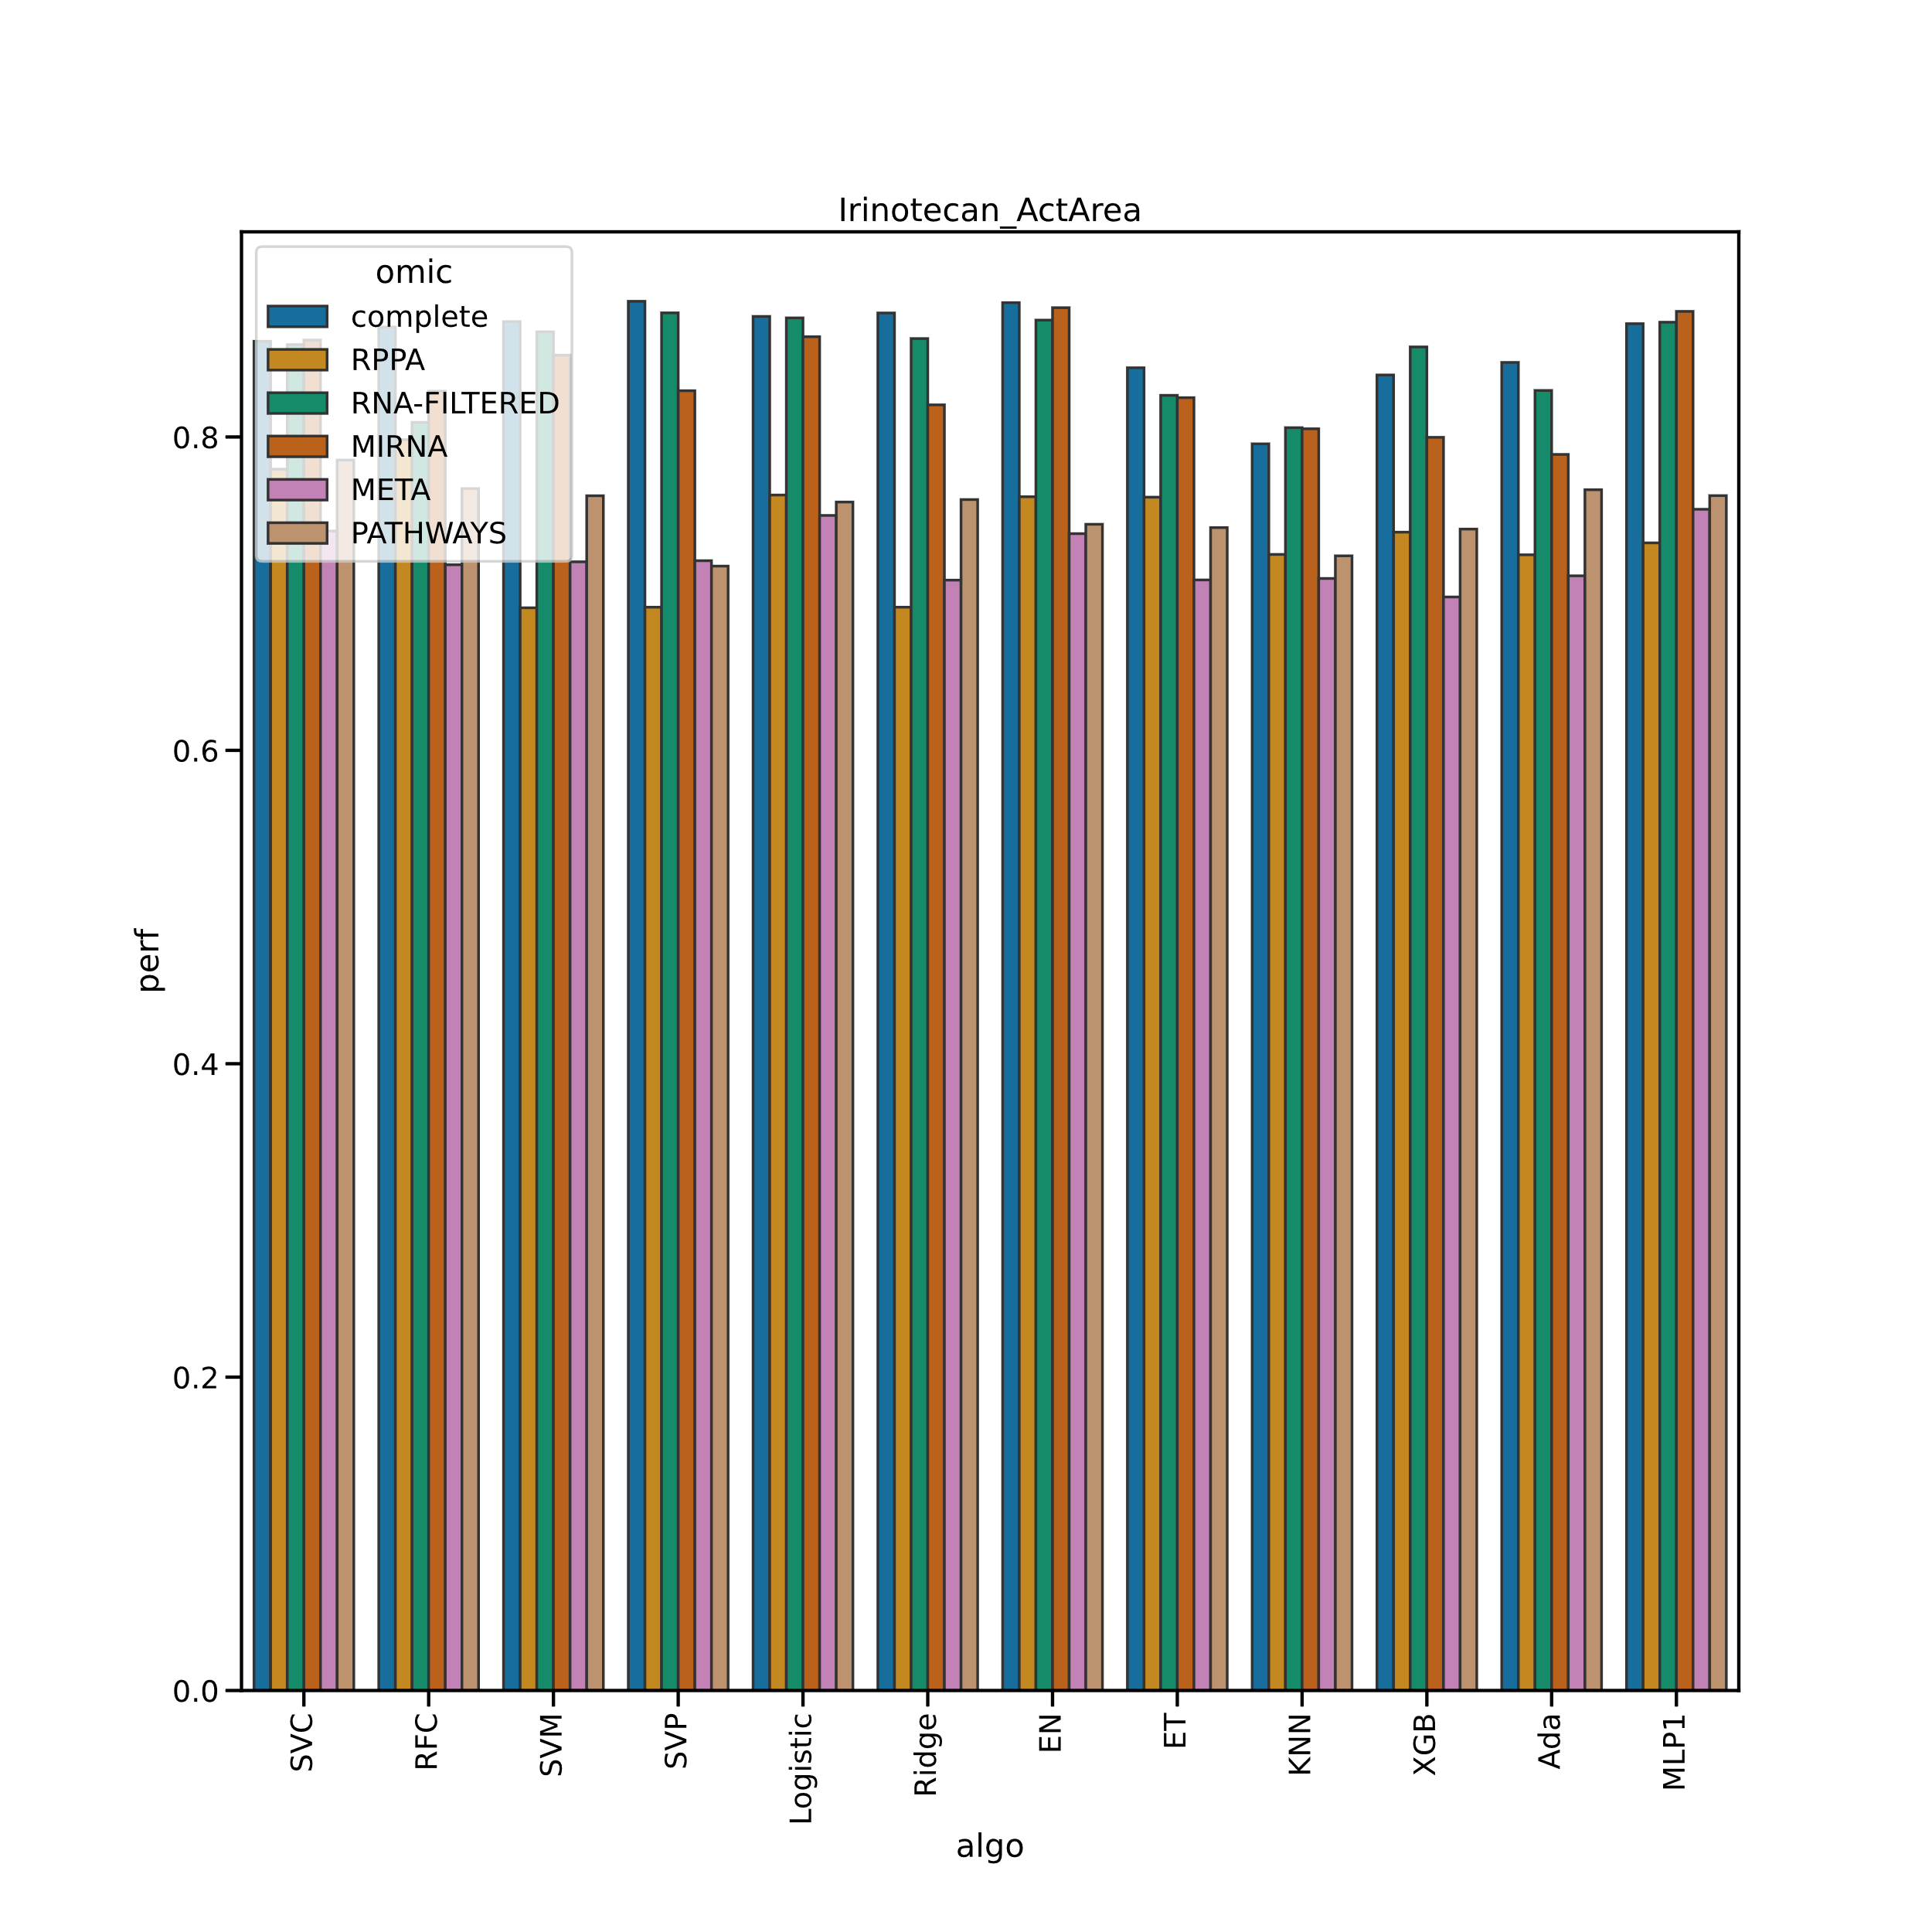 Irinotecan_ActArea
omic
complete
RPPA
RNA-FILTERED
MIRNA
META
PATHWAYS
perf
0.8
0.6
0.4
0.2
0.0
SVC
RFC
SVM
SVP
Logistic
Ridge
EN
ET
KNN
XGB
Ada
MLP1
algo